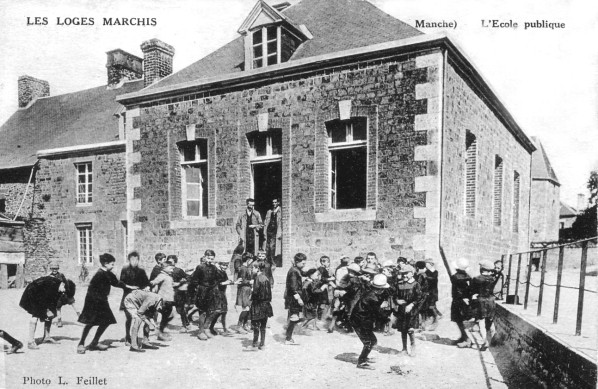 LES LOGES MARCHIS
Manche) L'Ecole publique
Photo L. Feillet